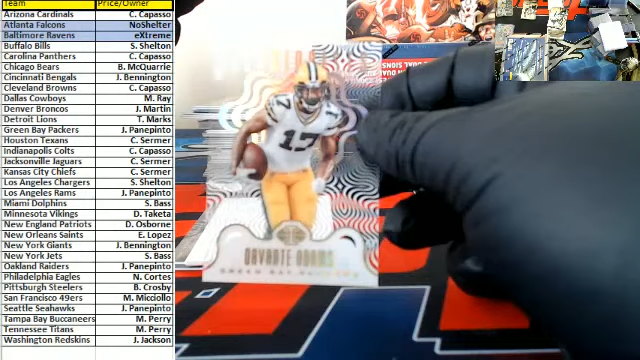 Team Price/Owner
Arizona Cardinals C. Capasso
Atlanta Falcons NoShelter
Baltimore Ravens eXtreme
Buffalo Bills S. Shelton
Carolina Panthers C. Capasso
Chicago Bears B. McQuarrie
Cincinnati Bengals J. Bennington
Cleveland Browns C. Capasso
Dallas Cowboys M. Ray
Denver Broncos J. Martin
Detroit Lions T. Marks
Green Bay Packers J. Panepinto
Houston Texans C. Sermer
Indianapolis Colts C. Capasso
Jacksonville Jaguars C. Sermer
Kansas City Chiefs C. Sermer
Los Angeles Chargers S. Shelton
Los Angeles Rams J. Panepinto
Miami Dolphins S. Bass
Minnesota Vikings D. Taketa
New England Patriots D. Osborne
New Orleans Saints E. Lopez
New York Giants J. Bennington
New York Jets S. Bass
Oakland Raiders J. Panepinto
Philadelphia Eagles N. Cortes
Pittsburgh Steelers B. Crosby
San Francisco 49ers M. Micciollo
Seattle Seahawks J. Panepinto
Tampa Bay Buccaneers M. Perry
Tennessee Titans M. Perry
Washington Redskins J. Jackson
17
17
DAVANTE ADAMS
GREEN BAY PACKERS